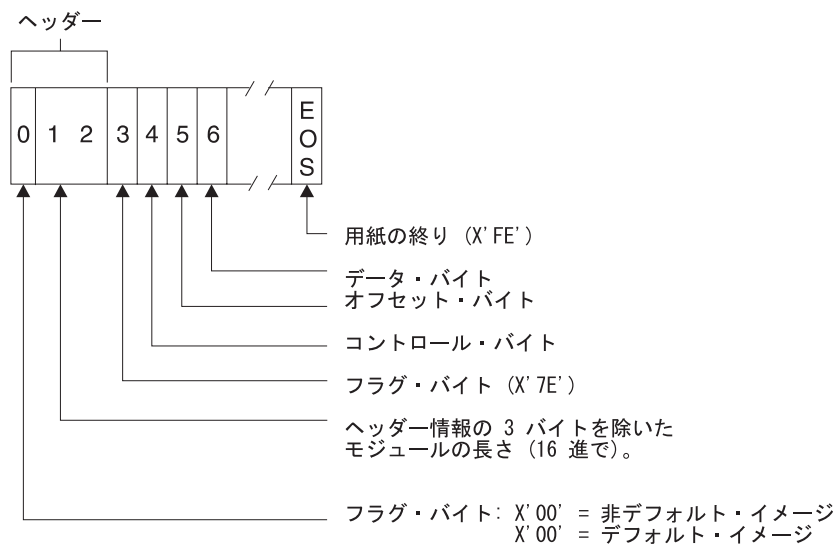 ヘッダー
0 1 2 3 4 5 6 EOS
用紙の終り (X'FE')
データ・バイト
オフセット・バイト
コントロール・バイト
フラグ・バイト (X'7E')
ヘッダー情報の 3 バイトを除いた
モジュールの長さ (16 進で)。
フラグ・バイト: X'00' = 非デフォルト・イメージ
X'00' = デフォルト・イメージ